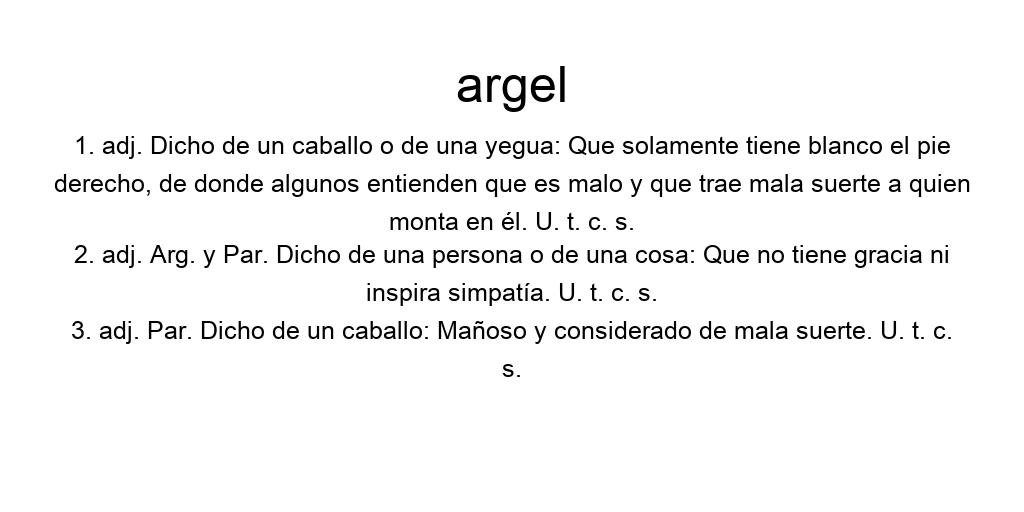 argel
1. adj. Dicho de un caballo o de una yegua: Que solamente tiene blanco el pie
derecho, de donde algunos entienden que es malo y que trae mala suerte a quien
monta en él. U. t. c. s.
2. adj. Arg. y Par. Dicho de una persona o de una cosa: Que no tiene gracia ni
inspira simpatía. U. t. c. s.
3. adj. Par. Dicho de un caballo: Mañoso y considerado de mala suerte. U. t. c.
s.